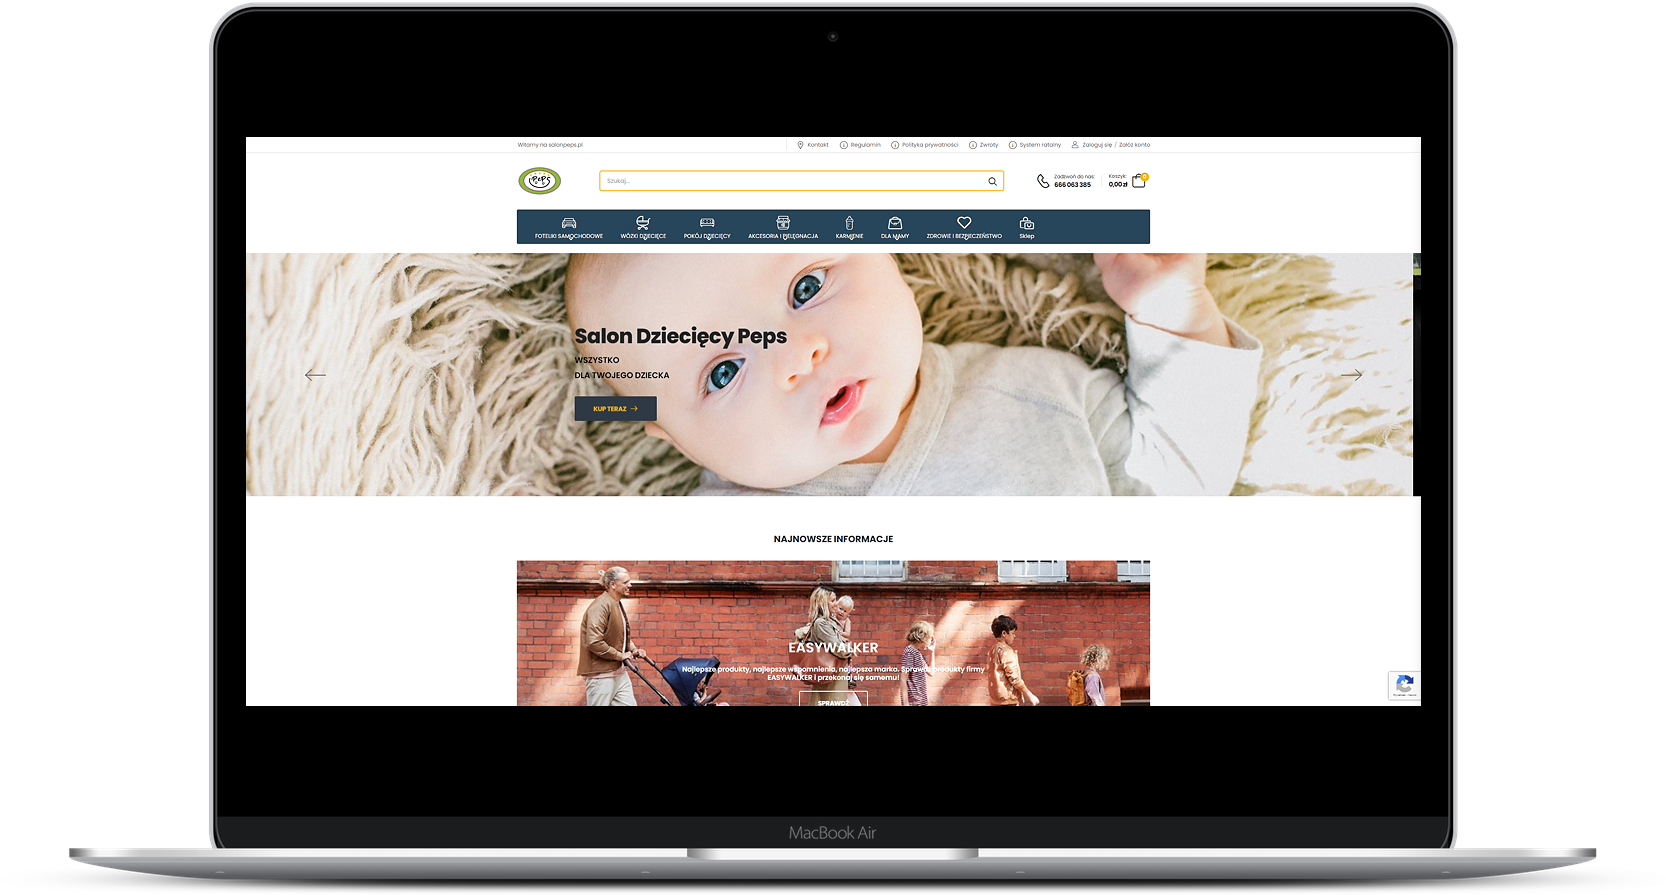 Witamy na salonpeps.pl
Kontakt
Regulamin
Polityka prywatności
Zwroty
System ratalny
Zaloguj się / Załóż konto
PePS
Szukaj...
Zadzwoń do nas:
666 063 385
Koszyk:
0,00 zł
0
FOTELIKI SAMOCHODOWE
WÓZKI DZIECIĘCE
POKÓJ DZIECIĘCY
AKCESORIA I PIELĘGNACJA
KARMIENIE
DLA MAMY
ZDROWIE I BEZPIECZEŃSTWO
Sklep
Salon Dziecięcy Peps
WSZYSTKO
DLA TWOJEGO DZIECKA
KUP TERAZ
NAJNOWSZE INFORMACJE
EASYWALKER
Najlepsze produkty, najlepsze wspomnienia, najlepsza marka. Sprawdź produkty firmy
EASYWALKER i przekonaj się samemu!
SPRAWDŹ
MacBook Air